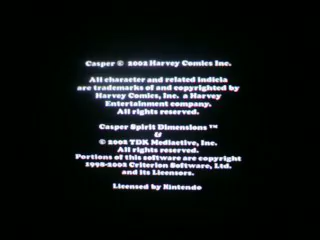 Casper © 2002 Harvey Comics Inc.
All character and related indicia
are trademarks of and copyrighted by
Harvey Comics, Inc. a Harvey
Entertainment company.
All rights reserved.
Casper Spirit Dimensions ™
&
© 2002 TDK Mediactive, Inc.
All rights reserved.
Portions of this software are copyright
1998-2002 Criterion Software, Ltd.
and its Licensors.
Licensed by Nintendo